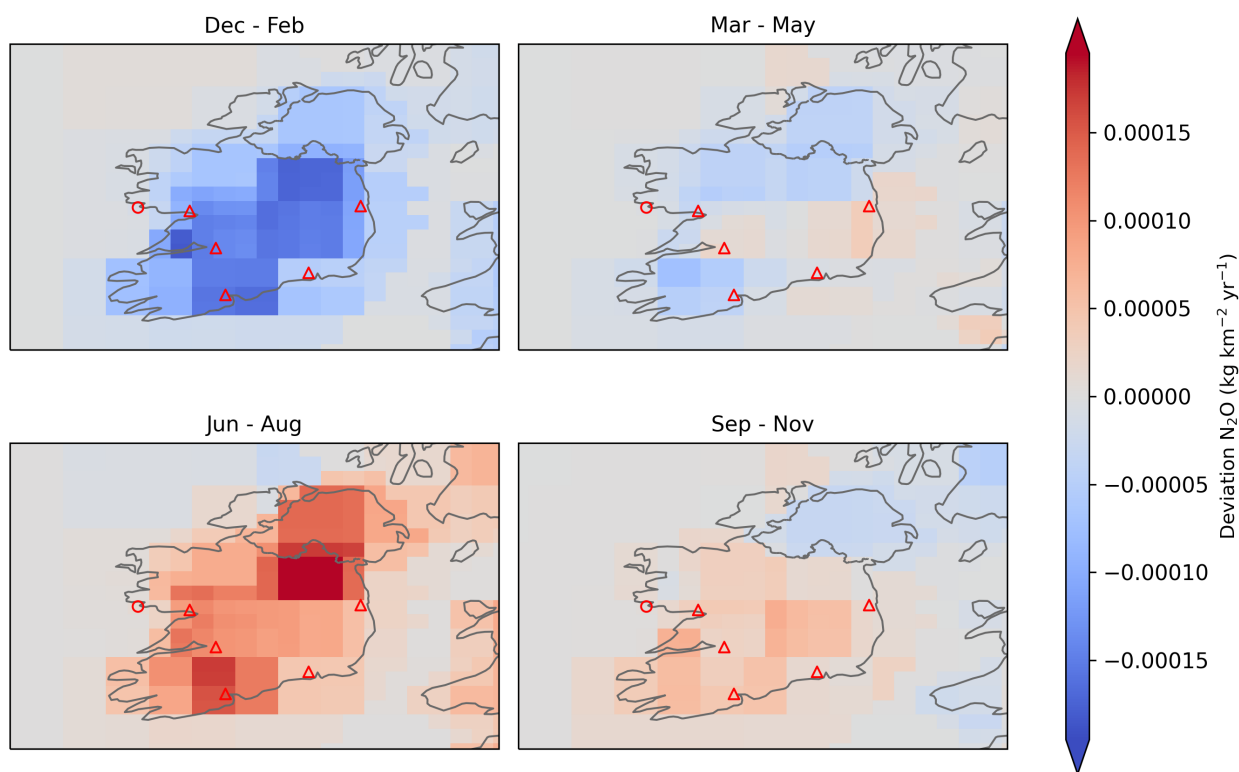 Dec - Feb
Mar - May
Jun - Aug
Sep - Nov
0.00015
0.00010
0.00005
0.00000
−0.00005
−0.00010
−0.00015
Deviation N₂O (kg km⁻² yr⁻¹)